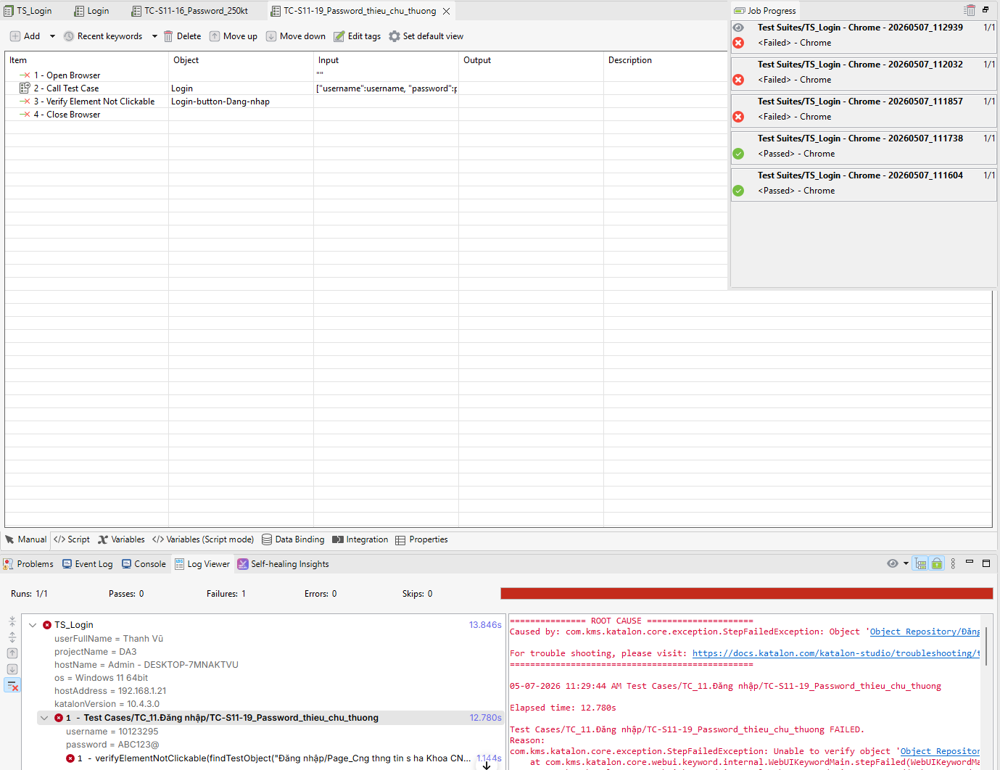 TS_Login
Login
TC-S11-16_Password_250kt
TC-S11-19_Password_thieu_chu_thuong
Job Progress
Add
Recent keywords
Delete
Move up
Move down
Edit tags
Set default view
Test Suites/TS_Login - Chrome - 20260507_112939 1/1
<Failed> - Chrome
Test Suites/TS_Login - Chrome - 20260507_112032 1/1
<Failed> - Chrome
Test Suites/TS_Login - Chrome - 20260507_111857 1/1
<Failed> - Chrome
Test Suites/TS_Login - Chrome - 20260507_111738 1/1
<Passed> - Chrome
Test Suites/TS_Login - Chrome - 20260507_111604 1/1
<Passed> - Chrome
Item Object Input Output Description
1 - Open Browser ""
2 - Call Test Case Login ["username":username, "password":p
3 - Verify Element Not Clickable Login-button-Dang-nhap
4 - Close Browser
Manual </> Script Variables </> Variables (Script mode) Data Binding Integration Properties
Problems Event Log Console Log Viewer Self-healing Insights
Runs: 1/1 Passes: 0 Failures: 1 Errors: 0 Skips: 0
TS_Login 13.846s
userFullName = Thanh Vũ
projectName = DA3
hostName = Admin - DESKTOP-7MNAKTVU
os = Windows 11 64bit
hostAddress = 192.168.1.21
katalonVersion = 10.4.3.0
1 - Test Cases/TC_11.Đăng nhập/TC-S11-19_Password_thieu_chu_thuong 12.780s
username = 10123295
password = ABC123@
1 - verifyElementNotClickable(findTestObject("Đăng nhập/Page_Cng thng tin s ha Khoa CN... 1.144s
=============== ROOT CAUSE =====================
Caused by: com.kms.katalon.core.exception.StepFailedException: Object 'Object Repository/Đăng
For trouble shooting, please visit: https://docs.katalon.com/katalon-studio/troubleshooting/t
================================================
05-07-2026 11:29:44 AM Test Cases/TC_11.Đăng nhập/TC-S11-19_Password_thieu_chu_thuong
Elapsed time: 12.780s
Test Cases/TC_11.Đăng nhập/TC-S11-19_Password_thieu_chu_thuong FAILED.
Reason:
com.kms.katalon.core.exception.StepFailedException: Unable to verify object 'Object Repositor
at com.kms.katalon.core.webui.keyword.internal.WebUIKeywordMain.stepFailed(WebUIKeywordMa